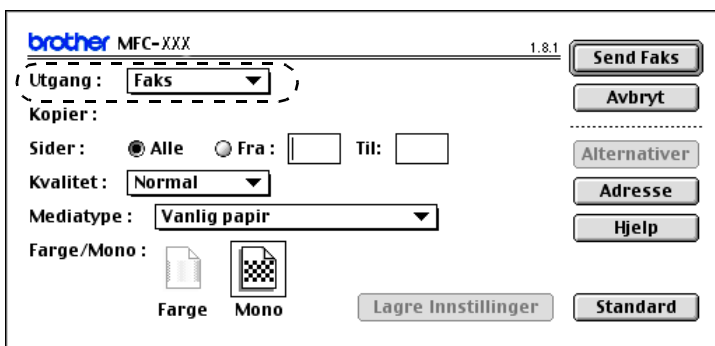 brother MFC-XXX 1.8.1
Send Faks
Utgang : Faks
Avbryt
Kopier :
Sider : Alle Fra : Til:
Alternativer
Kvalitet : Normal
Adresse
Mediatype : Vanlig papir
Hjelp
Farge/Mono :
Farge Mono
Lagre Innstillinger
Standard